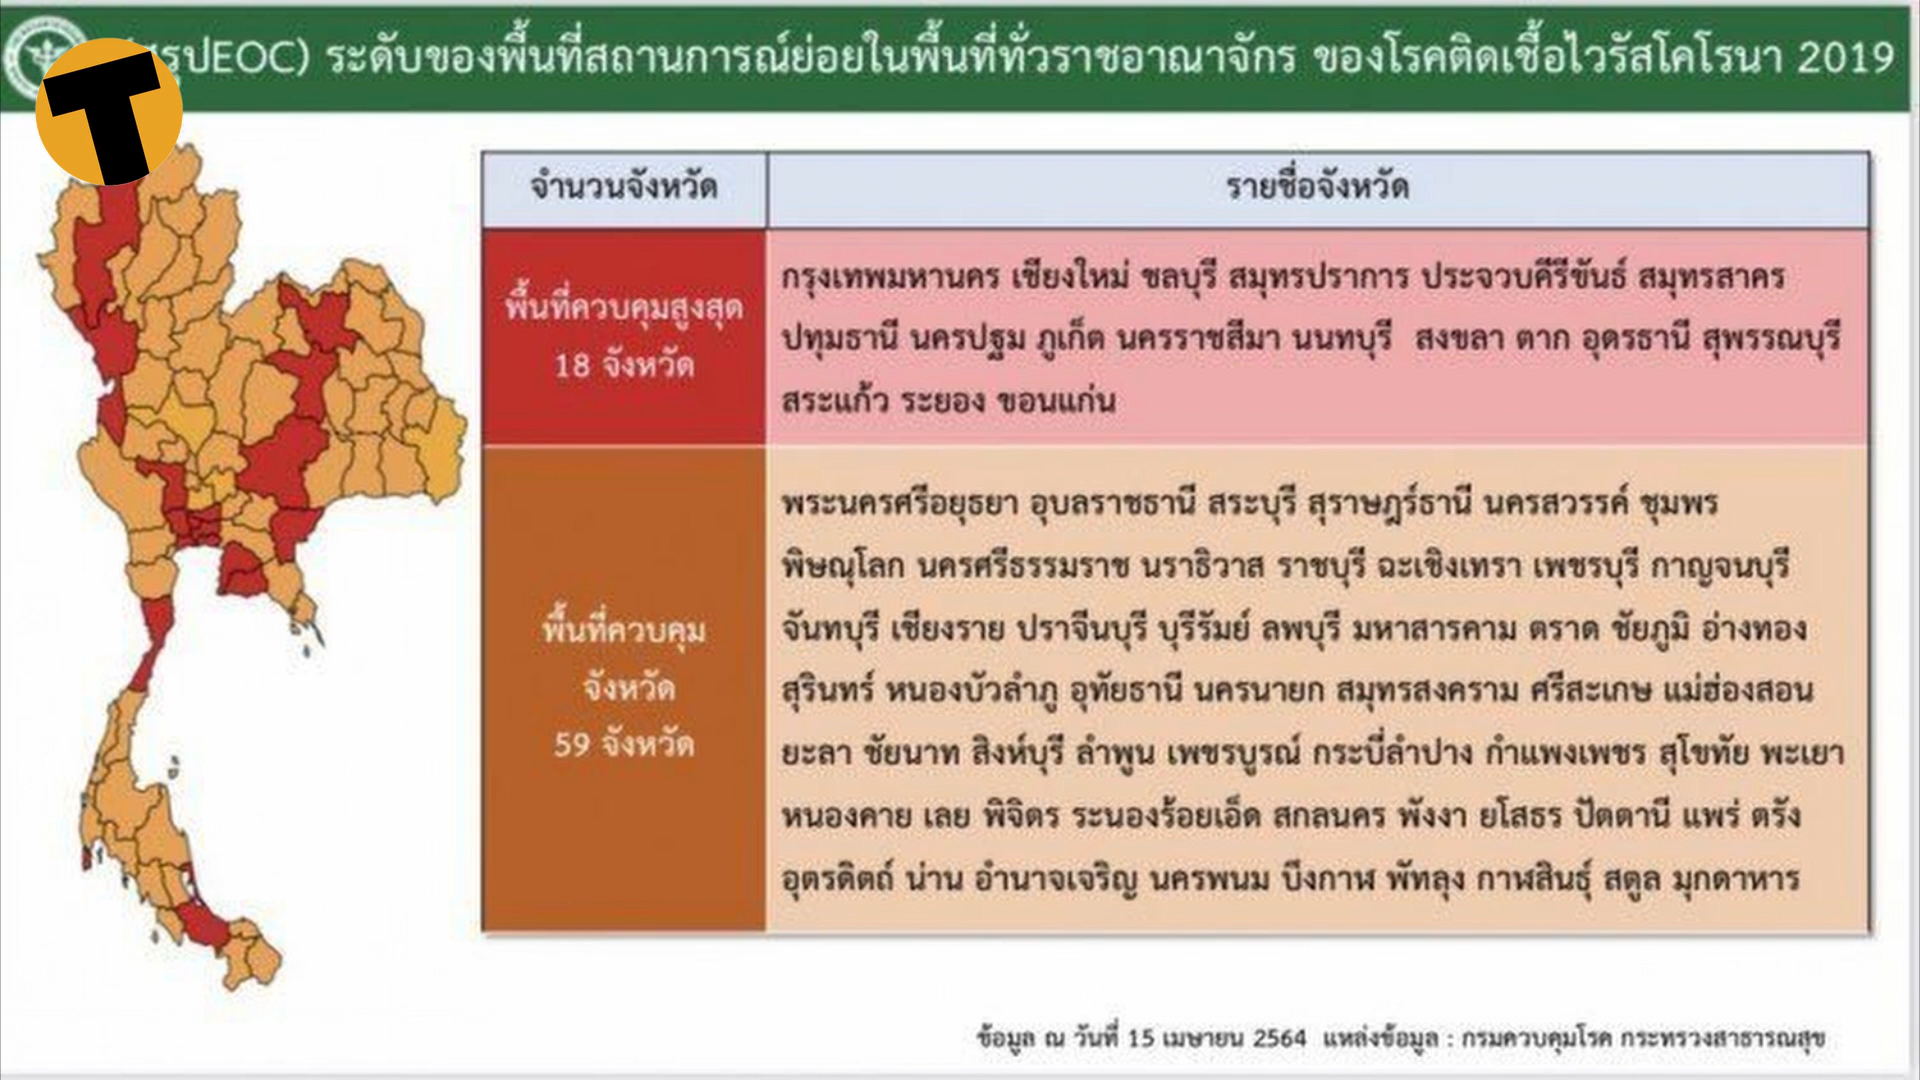 รุปEOC) ระดับของพื้นที่สถานการณ์ย่อยในพื้นที่ทั่วราชอาณาจักร ของโรคติดเชื้อไวรัสโคโรนา 2019
T
จำนวนจังหวัด
รายชื่อจังหวัด
พื้นที่ควบคุมสูงสุด
18 จังหวัด
กรุงเทพมหานคร เชียงใหม่ ชลบุรี สมุทรปราการ ประจวบคีรีขันธ์ สมุทรสาคร
ปทุมธานี นครปฐม ภูเก็ต นครราชสีมา นนทบุรี สงขลา ตาก อุดรธานี สุพรรณบุรี
สระแก้ว ระยอง ขอนแก่น
พื้นที่ควบคุม
จังหวัด
59 จังหวัด
พระนครศรีอยุธยา อุบลราชธานี สระบุรี สุราษฎร์ธานี นครสวรรค์ ชุมพร
พิษณุโลก นครศรีธรรมราช นราธิวาส ราชบุรี ฉะเชิงเทรา เพชรบุรี กาญจนบุรี
จันทบุรี เชียงราย ปราจีนบุรี บุรีรัมย์ ลพบุรี มหาสารคาม ตราด ชัยภูมิ อ่างทอง
สุรินทร์ หนองบัวลำภู อุทัยธานี นครนายก สมุทรสงคราม ศรีสะเกษ แม่ฮ่องสอน
ยะลา ชัยนาท สิงห์บุรี ลำพูน เพชรบูรณ์ กระบี่ลำปาง กำแพงเพชร สุโขทัย พะเยา
หนองคาย เลย พิจิตร ระนองร้อยเอ็ด สกลนคร พังงา ยโสธร ปัตตานี แพร่ ตรัง
อุตรดิตถ์ น่าน อำนาจเจริญ นครพนม บึงกาฬ พัทลุง กาฬสินธุ์ สตูล มุกดาหาร
ข้อมูล ณ วันที่ 15 เมษายน 2564 แหล่งข้อมูล : กรมควบคุมโรค กระทรวงสาธารณสุข